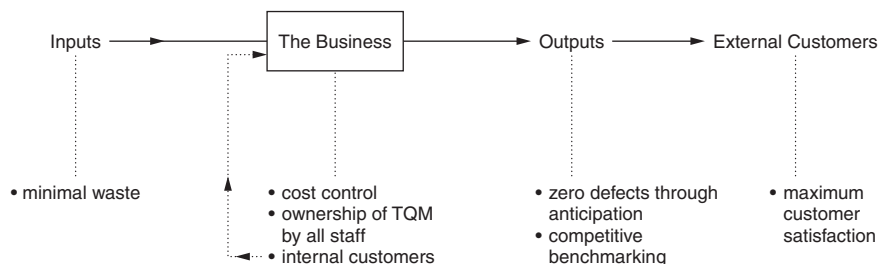 Inputs
The Business
Outputs
External Customers
• minimal waste
• cost control
• ownership of TQM
by all staff
• internal customers
• zero defects through
anticipation
• competitive
benchmarking
• maximum
customer
satisfaction